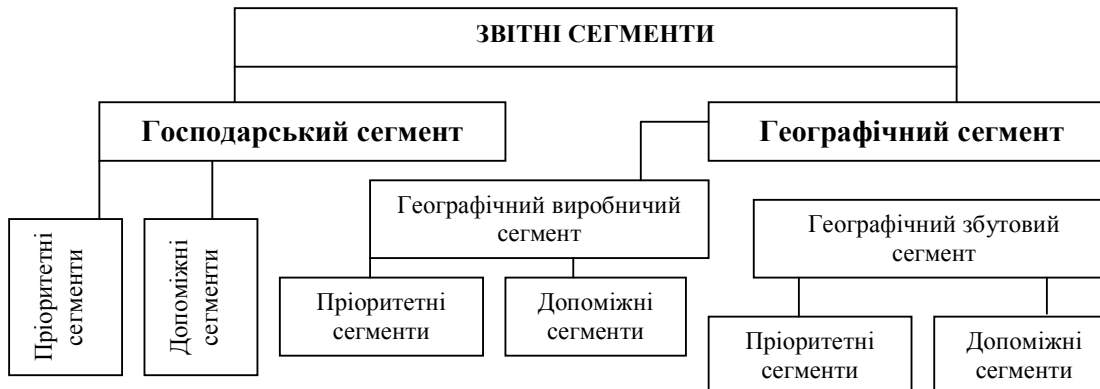 ЗВІТНІ СЕГМЕНТИ
Господарський сегмент
Географічний сегмент
Пріоритетні
сегменти
Допоміжні
сегменти
Географічний виробничий
сегмент
Пріоритетні
сегменти
Допоміжні
сегменти
Географічний збутовий
сегмент
Пріоритетні
сегменти
Допоміжні
сегменти